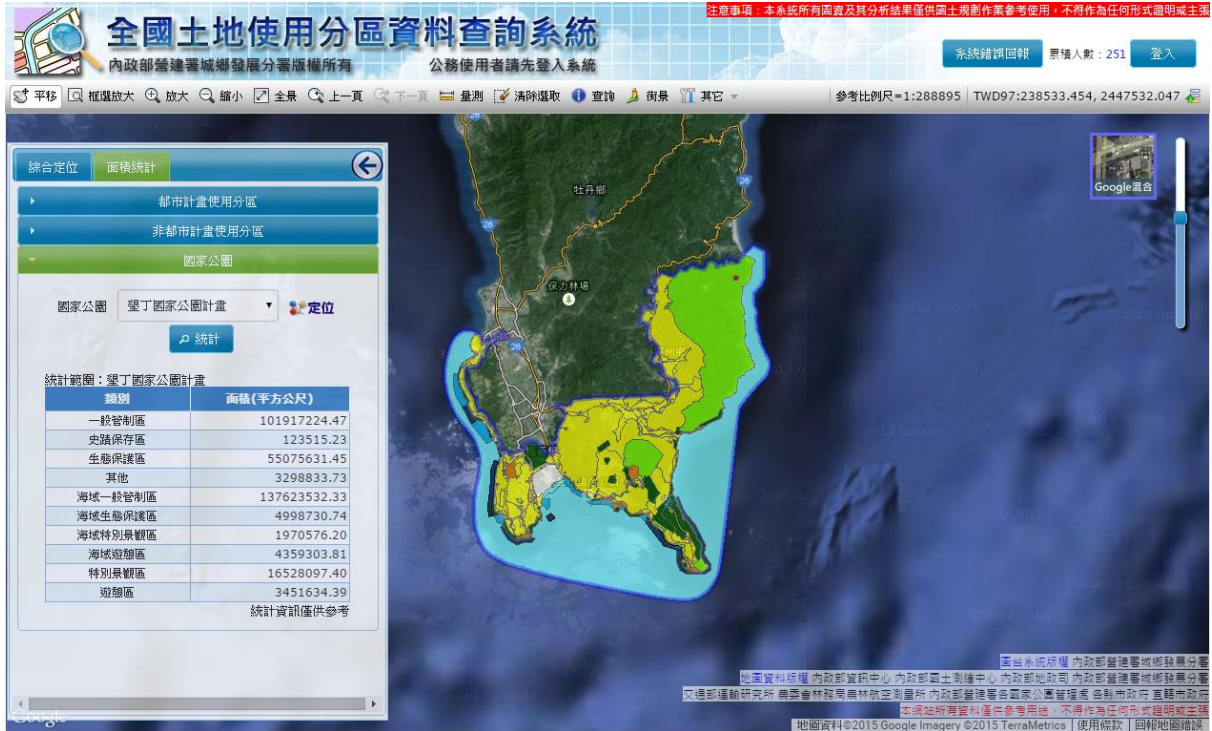 注意事項：本系統所有圖資及其分析結果僅供國土規劃作業參考使用，不得作為任何形式證明或主張
全國土地使用分區資料查詢系統
內政部營建署城鄉發展分署版權所有 公務使用者請先登入系統
系統錯誤回報 累積人數：251 登入
平移 框選放大 放大 縮小 全景 上一頁 下一頁 量測 清除選取 查詢 街景 其它 參考比例尺=1:288895 TWD97:238533.454, 2447532.047
綜合定位 面積統計
都市計畫使用分區
非都市計畫使用分區
國家公園
國家公園 墾丁國家公園計畫 定位
統計
統計範圍：墾丁國家公園計畫
類別 面積(平方公尺)
一般管制區 101917224.47
史蹟保存區 123515.23
生態保護區 55075631.45
其他 3298833.73
海域一般管制區 137623532.33
海域生態保護區 4998730.74
海域特別景觀區 1970576.20
海域遊憩區 4359303.81
特別景觀區 16528097.40
遊憩區 3451634.39
統計資訊僅供參考
Google
26
牡丹鄉
26
26
保力林場
26
Google混合
圖台系統版權 內政部營建署城鄉發展分署
地圖資料版權 內政部資訊中心 內政部國土測繪中心 內政部地政司 內政部營建署城鄉發展分署
交通部運輸研究所 農委會林務局農林航空測量所 內政部營建署各國家公園管理處 各縣市政府 直轄市政府
本網站所有資料僅供參考用途，不得作為任何形式證明或主張
地圖資料©2015 Google Imagery ©2015 TerraMetrics 使用條款 回報地圖錯誤